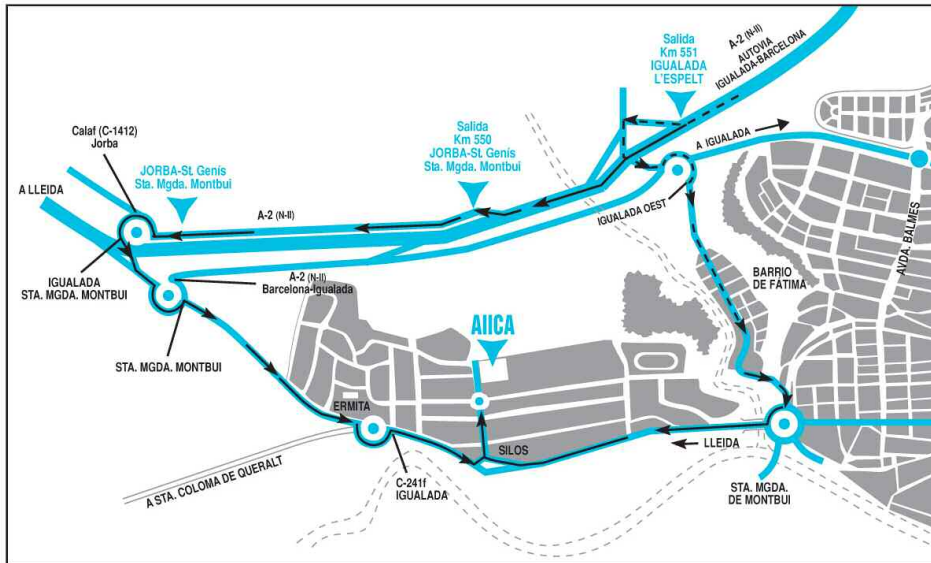 A-2 (N-II)
AUTOVIA
IGUALADA-BARCELONA
Salida
Km 551
IGUALADA
L'ESPELT
Calaf (C-1412)
Jorba
Salida
Km 550
JORBA-St. Genís
Sta. Mgda. Montbui
A IGUALADA
JORBA-St. Genís
Sta. Mgda. Montbui
A LLEIDA
A-2 (N-II)
IGUALADA OEST
AVDA. BALMES
IGUALADA
STA. MGDA. MONTBUI
A-2 (N-II)
Barcelona-Igualada
BARRIO
DE FÁTIMA
AIICA
STA. MGDA. MONTBUI
ERMITA
SILOS
LLEIDA
A STA. COLOMA DE QUERALT
C-241f
IGUALADA
STA. MGDA.
DE MONTBUI